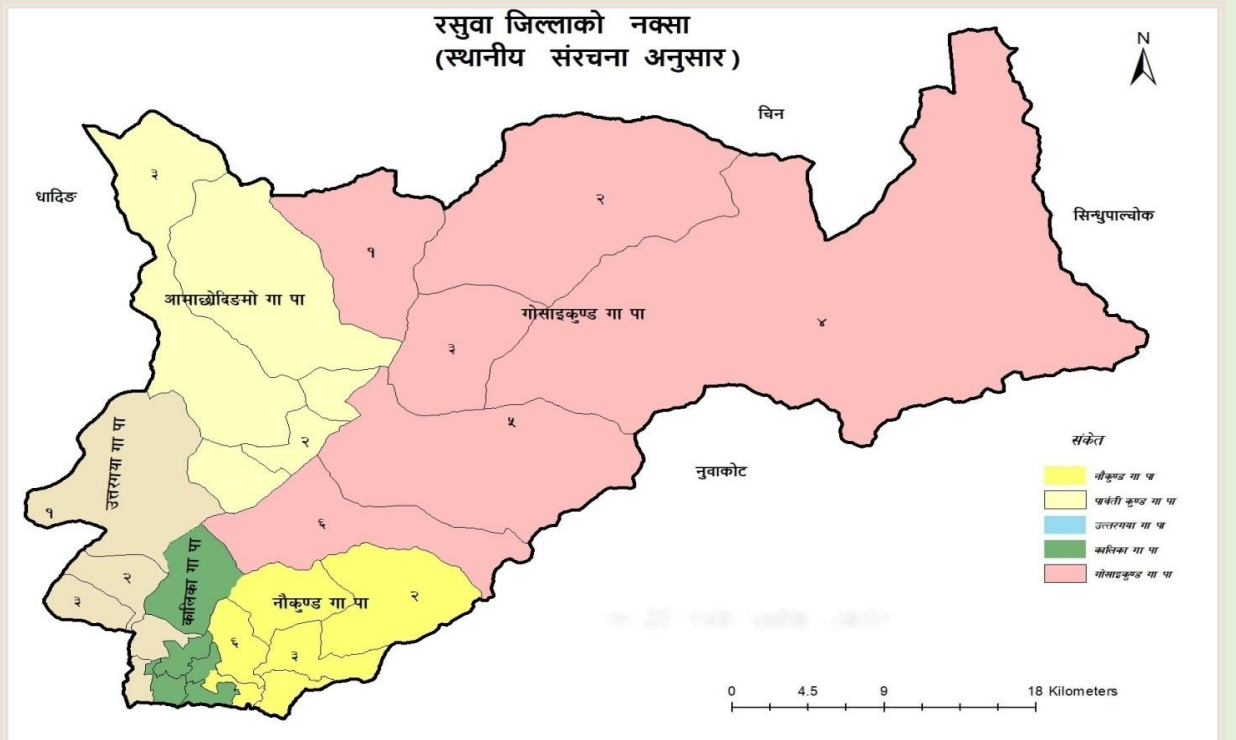 रसुवा जिल्लाको नक्सा
(स्थानीय संरचना अनुसार)
N
चिन
धादिङ
सिन्धुपाल्चोक
३
२
१
आमाछोदिङमो गा पा
गोसाइकुण्ड गा पा
४
३
५
२
उत्तरगया गा पा
नुवाकोट
१
६
कालिका गा पा
२
३
नौकुण्ड गा पा
२
६
३
संकेत
नौकुण्ड गा पा
पार्वती कुण्ड गा पा
उत्तरगया गा पा
कालिका गा पा
गोसाइकुण्ड गा पा
0 4.5 9 18 Kilometers